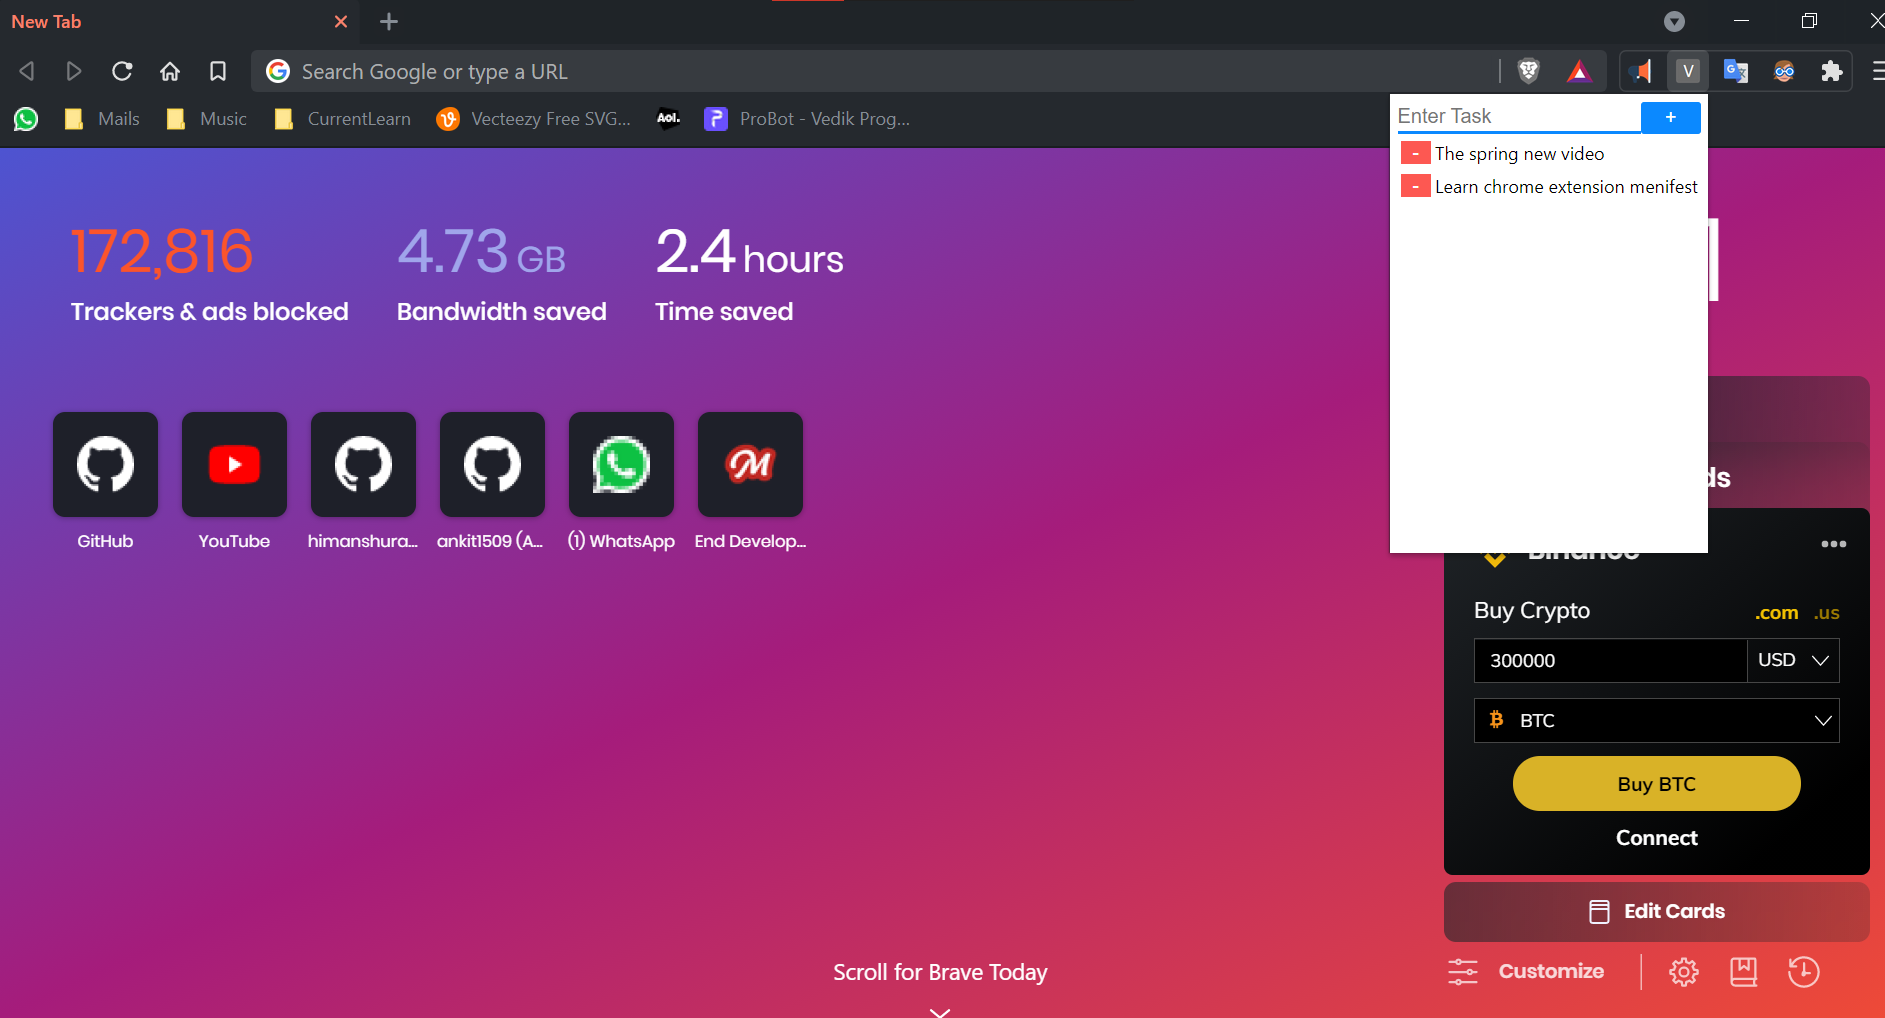 New Tab
Search Google or type a URL
V
Mails
Music
CurrentLearn
Vecteezy Free SVG...
Aol.
ProBot - Vedik Prog...
Enter Task
+
- The spring new video
- Learn chrome extension menifest
172,816
Trackers & ads blocked
4.73 GB
Bandwidth saved
2.4 hours
Time saved
GitHub
YouTube
himanshura...
ankit1509 (A...
(1) WhatsApp
End Develop...
Binance
Buy Crypto
.com .us
300000
USD
BTC
Buy BTC
Connect
Edit Cards
Scroll for Brave Today
Customize